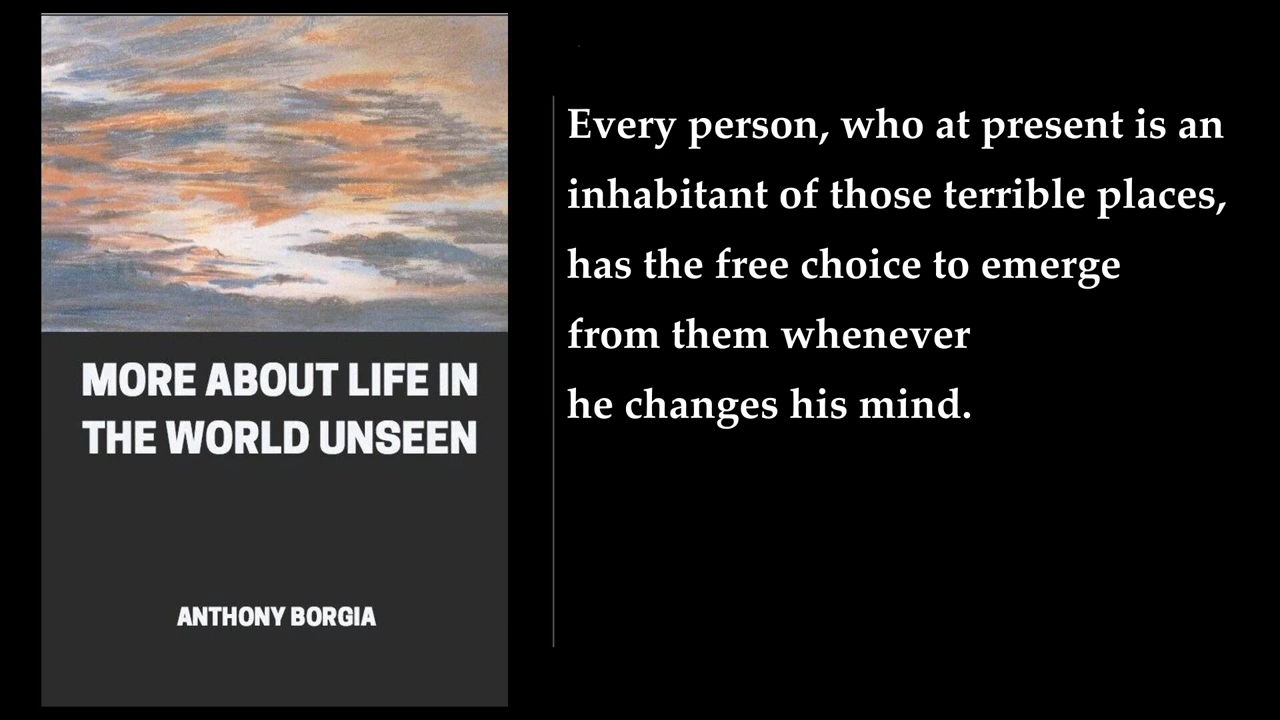 MORE ABOUT LIFE IN
THE WORLD UNSEEN
ANTHONY BORGIA
Every person, who at present is an
inhabitant of those terrible places,
has the free choice to emerge
from them whenever
he changes his mind.